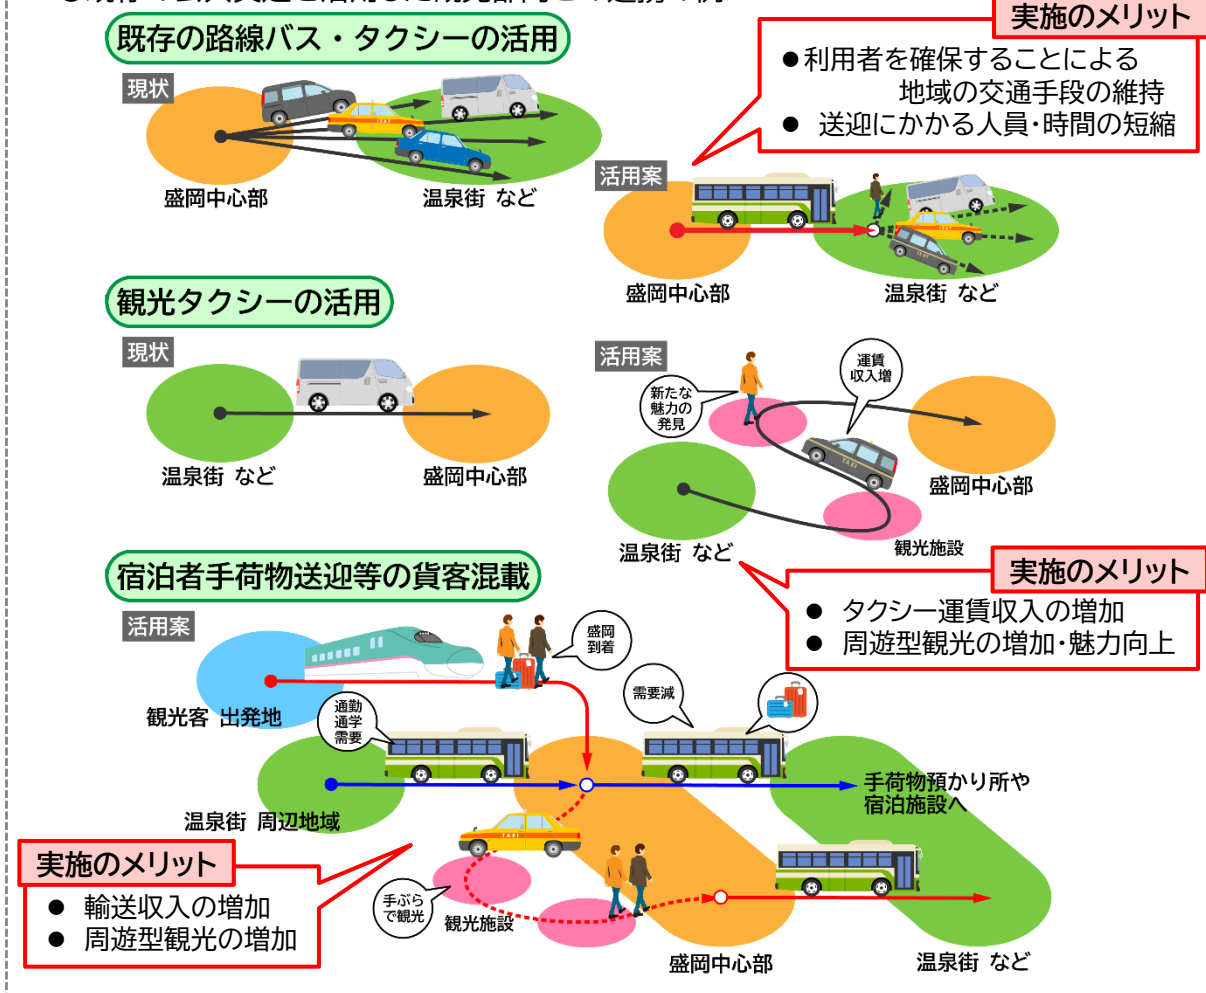 実施のメリット
既存の路線バス・タクシーの活用
●利用者を確保することによる
地域の交通手段の維持
● 送迎にかかる人員・時間の短縮
現状
TAXI
盛岡中心部
温泉街 など
活用案
TAXI
TAXI
盛岡中心部
温泉街 など
観光タクシーの活用
現状
温泉街 など
盛岡中心部
活用案
新たな
魅力の
発見
運賃
収入増
TAXI
盛岡中心部
温泉街 など
観光施設
実施のメリット
● タクシー運賃収入の増加
● 周遊型観光の増加・魅力向上
宿泊者手荷物送迎等の貨客混載
活用案
盛岡
到着
観光客 出発地
通勤
通学
需要
需要減
手荷物預かり所や
宿泊施設へ
温泉街 周辺地域
TAXI
実施のメリット
● 輸送収入の増加
● 周遊型観光の増加
手ぶら
で観光
観光施設
盛岡中心部
温泉街 など